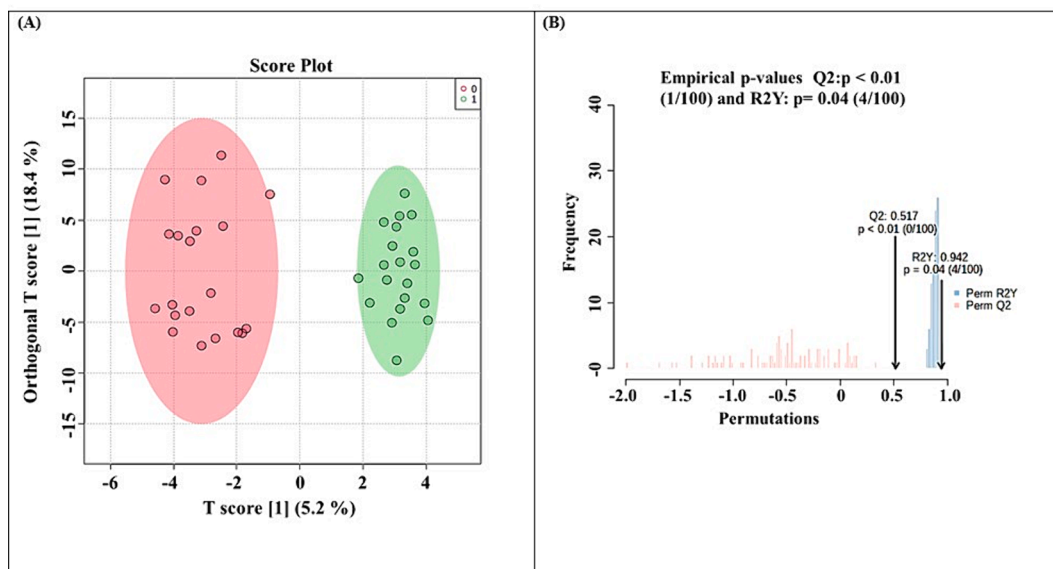 (A)
Score Plot
0
1
Orthogonal T score [1] (18.4 %)
15
10
5
0
-5
-10
-15
-6
-4
-2
0
2
4
T score [1] (5.2 %)
(B)
Empirical p-values Q2:p < 0.01
(1/100) and R2Y: p= 0.04 (4/100)
Frequency
40
30
20
10
-0
Q2: 0.517
p < 0.01 (0/100)
R2Y: 0.942
p = 0.04 (4/100)
Perm R2Y
Perm Q2
-2.0
-1.5
-1.0
-0.5
0
0.5
1.0
Permutations